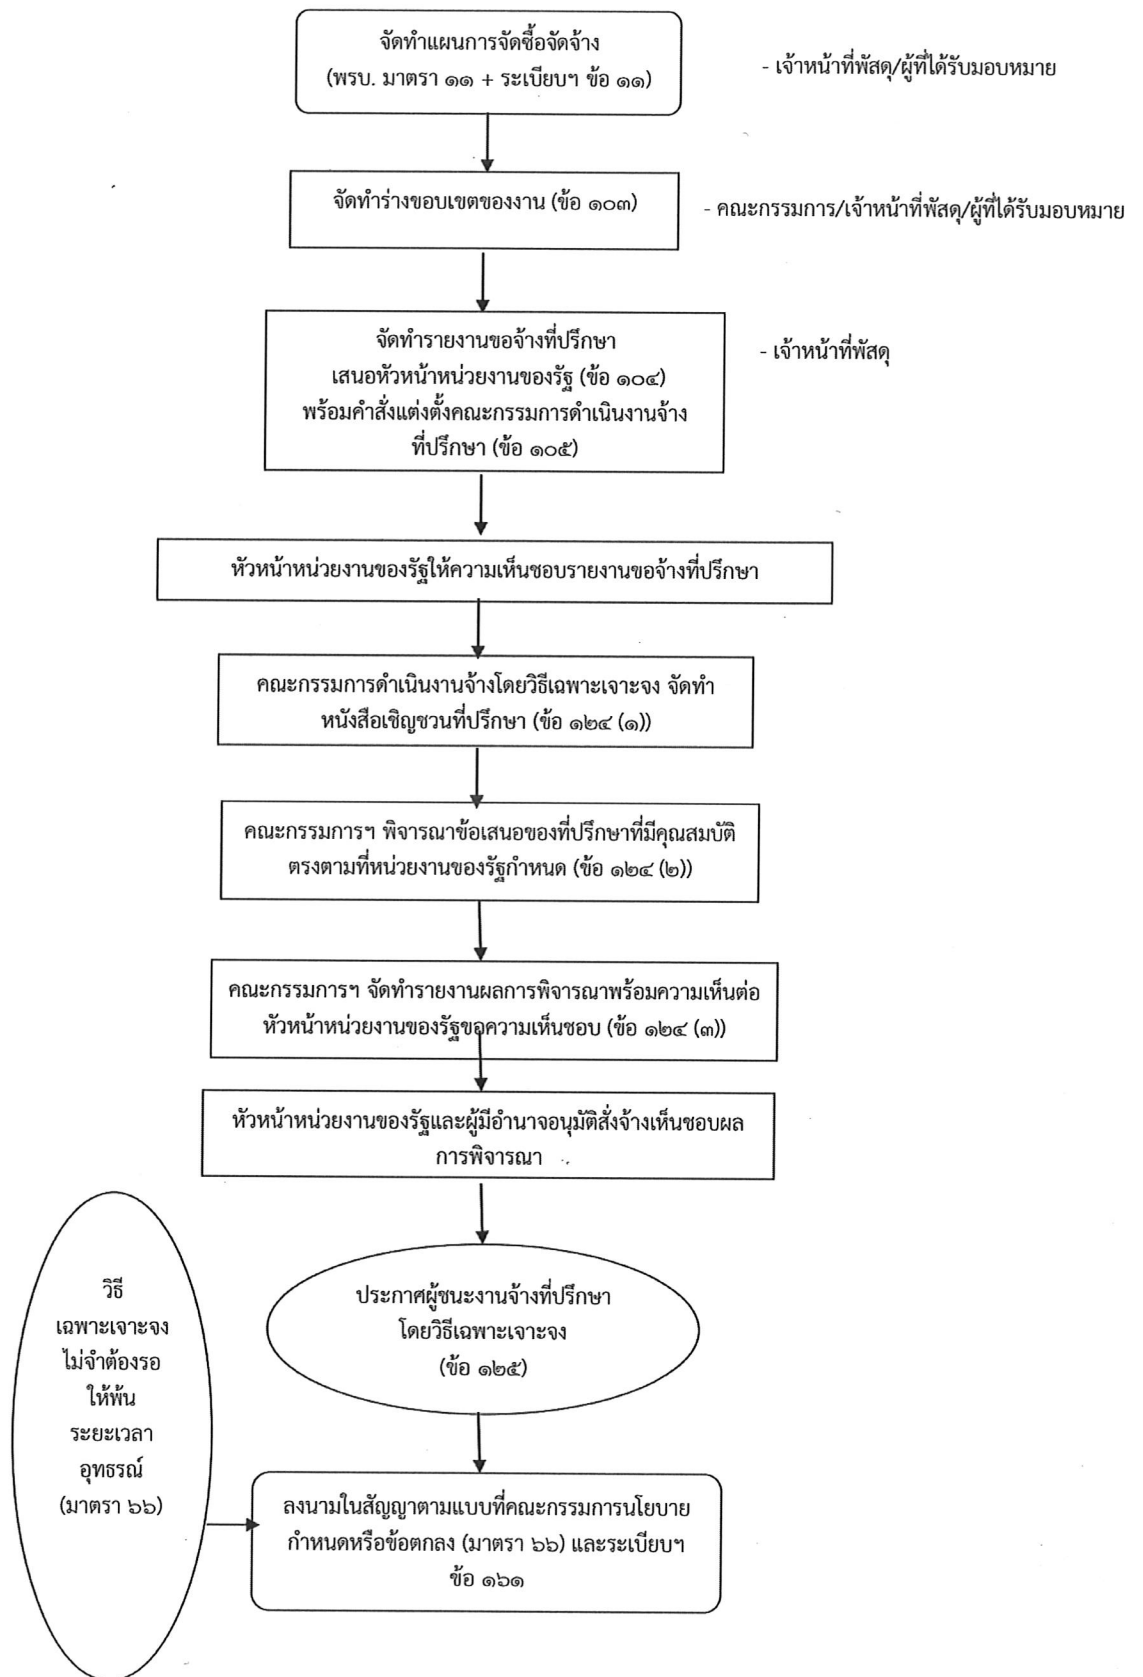 จัดทำแผนการจัดซื้อจัดจ้าง
(พรบ. มาตรา ๑๑ + ระเบียบฯ ข้อ ๑๑)
- เจ้าหน้าที่พัสดุ/ผู้ที่ได้รับมอบหมาย
จัดทำร่างขอบเขตของงาน (ข้อ ๑๐๓)
- คณะกรรมการ/เจ้าหน้าที่พัสดุ/ผู้ที่ได้รับมอบหมาย
จัดทำรายงานขอจ้างที่ปรึกษา
เสนอหัวหน้าหน่วยงานของรัฐ (ข้อ ๑๐๔)
พร้อมคำสั่งแต่งตั้งคณะกรรมการดำเนินงานจ้าง
ที่ปรึกษา (ข้อ ๑๐๕)
- เจ้าหน้าที่พัสดุ
หัวหน้าหน่วยงานของรัฐให้ความเห็นชอบรายงานขอจ้างที่ปรึกษา
คณะกรรมการดำเนินงานจ้างโดยวิธีเฉพาะเจาะจง จัดทำ
หนังสือเชิญชวนที่ปรึกษา (ข้อ ๑๒๔ (๑))
คณะกรรมการฯ พิจารณาข้อเสนอของที่ปรึกษาที่มีคุณสมบัติ
ตรงตามที่หน่วยงานของรัฐกำหนด (ข้อ ๑๒๔ (๒))
คณะกรรมการฯ จัดทำรายงานผลการพิจารณาพร้อมความเห็นต่อ
หัวหน้าหน่วยงานของรัฐขอความเห็นชอบ (ข้อ ๑๒๔ (๓))
หัวหน้าหน่วยงานของรัฐและผู้มีอำนาจอนุมัติสั่งจ้างเห็นชอบผล
การพิจารณา
วิธี
เฉพาะเจาะจง
ไม่จำต้องรอ
ให้พ้น
ระยะเวลา
อุทธรณ์
(มาตรา ๖๖)
ประกาศผู้ชนะงานจ้างที่ปรึกษา
โดยวิธีเฉพาะเจาะจง
(ข้อ ๑๒๕)
ลงนามในสัญญาตามแบบที่คณะกรรมการนโยบาย
กำหนดหรือข้อตกลง (มาตรา ๖๖) และระเบียบฯ
ข้อ ๑๖๑